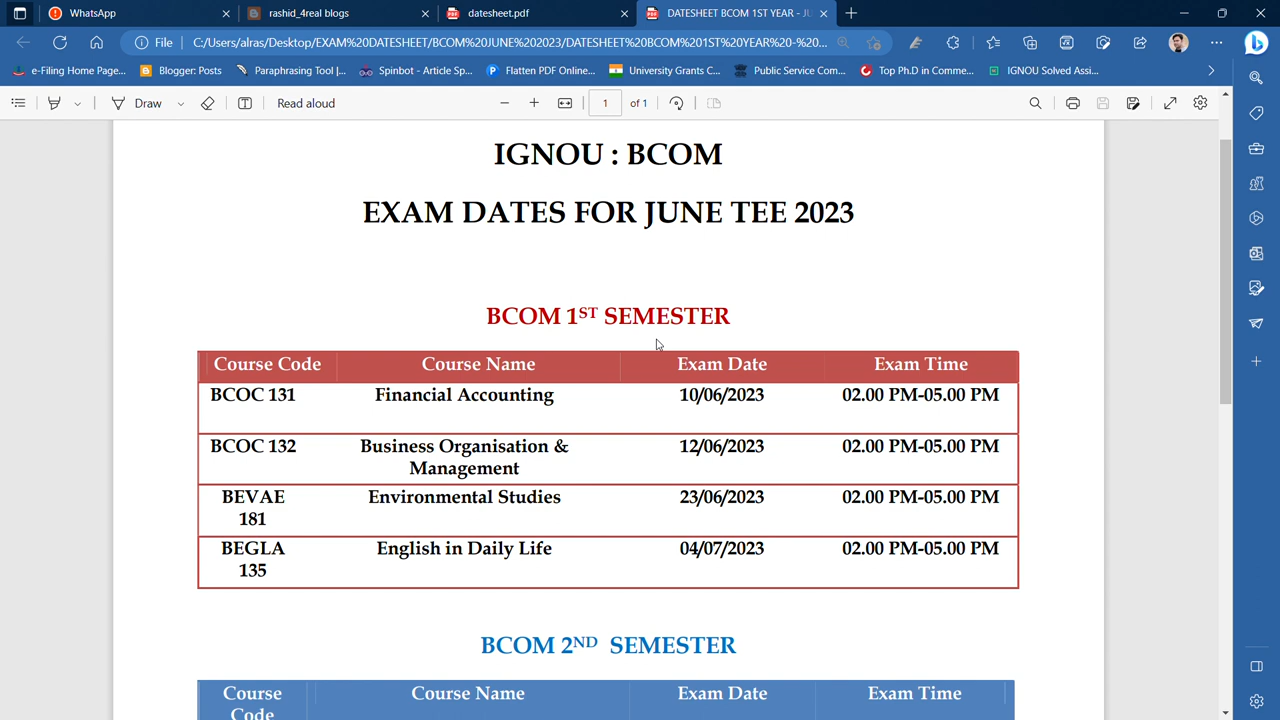 WhatsApp
rashid_4real blogs
datesheet.pdf
DATESHEET BCOM 1ST YEAR - JU
File
C:/Users/alras/Desktop/EXAM%20DATESHEET/BCOM%20JUNE%202023/DATESHEET%20BCOM%201ST%20YEAR%20-%20...
e-Filing Home Page...
Blogger: Posts
Paraphrasing Tool |...
Spinbot - Article Sp...
Flatten PDF Online...
University Grants C...
Public Service Com...
Top Ph.D in Comme...
IGNOU Solved Assi...
Draw
Read aloud
1 of 1
IGNOU : BCOM
EXAM DATES FOR JUNE TEE 2023
BCOM 1ST SEMESTER
Course Code Course Name Exam Date Exam Time
BCOC 131 Financial Accounting 10/06/2023 02.00 PM-05.00 PM
BCOC 132 Business Organisation & 12/06/2023 02.00 PM-05.00 PM
Management
BEVAE Environmental Studies 23/06/2023 02.00 PM-05.00 PM
181
BEGLA English in Daily Life 04/07/2023 02.00 PM-05.00 PM
135
BCOM 2ND SEMESTER
Course Course Name Exam Date Exam Time
Code